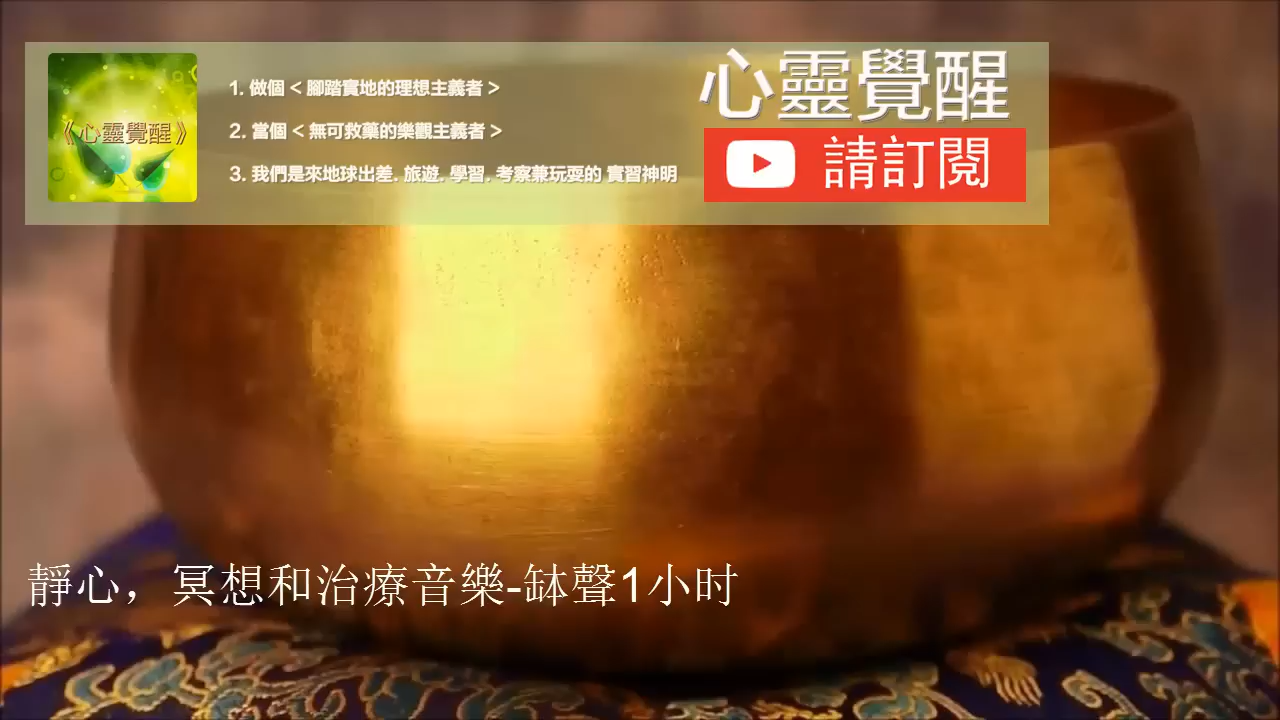 《心靈覺醒》
1. 做個 < 腳踏實地的理想主義者 >
2. 當個 < 無可救藥的樂觀主義者 >
3. 我們是來地球出差. 旅遊. 學習. 考察兼玩耍的 實習神明
心靈覺醒
請訂閱
靜心，冥想和治療音樂-缽聲1小时